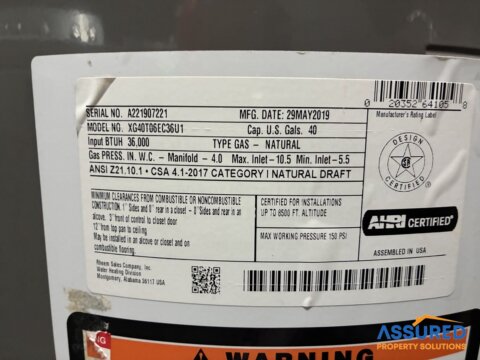 SERIAL NO. A221907221 MFG. DATE: 29MAY2019
MODEL NO. XG40T06EC36U1 Cap. U.S. Gals. 40
Input BTUH 36,000 TYPE GAS - NATURAL
Gas PRESS. IN. W.C. - Manifold - 4.0 Max. Inlet - 10.5 Min. Inlet - 5.5
ANSI Z21.10.1 • CSA 4.1-2017 CATEGORY I NATURAL DRAFT
0 20352 64105 8
Manufacturer's Rating Label
DESIGN
CERTIFIED
MINIMUM CLEARANCES FROM COMBUSTIBLE OR NONCOMBUSTIBLE
CONSTRUCTION. 1" Sides and 0" rear in a closet - 0" Sides and rear in an
alcove. 3" front of control to closet door
12" from top pan to ceiling
May be installed in an alcove or closet and on
combustible flooring.
CERTIFIED FOR INSTALLATIONS
UP TO 8500 FT. ALTITUDE
MAX WORKING PRESSURE 150 PSI
AHRI CERTIFIED
ASSEMBLED IN USA
Rheem Sales Company, Inc.
Water Heating Division
Montgomery, Alabama 36117 USA
IG
WARNING
ASSURED
PROPERTY SOLUTIONS